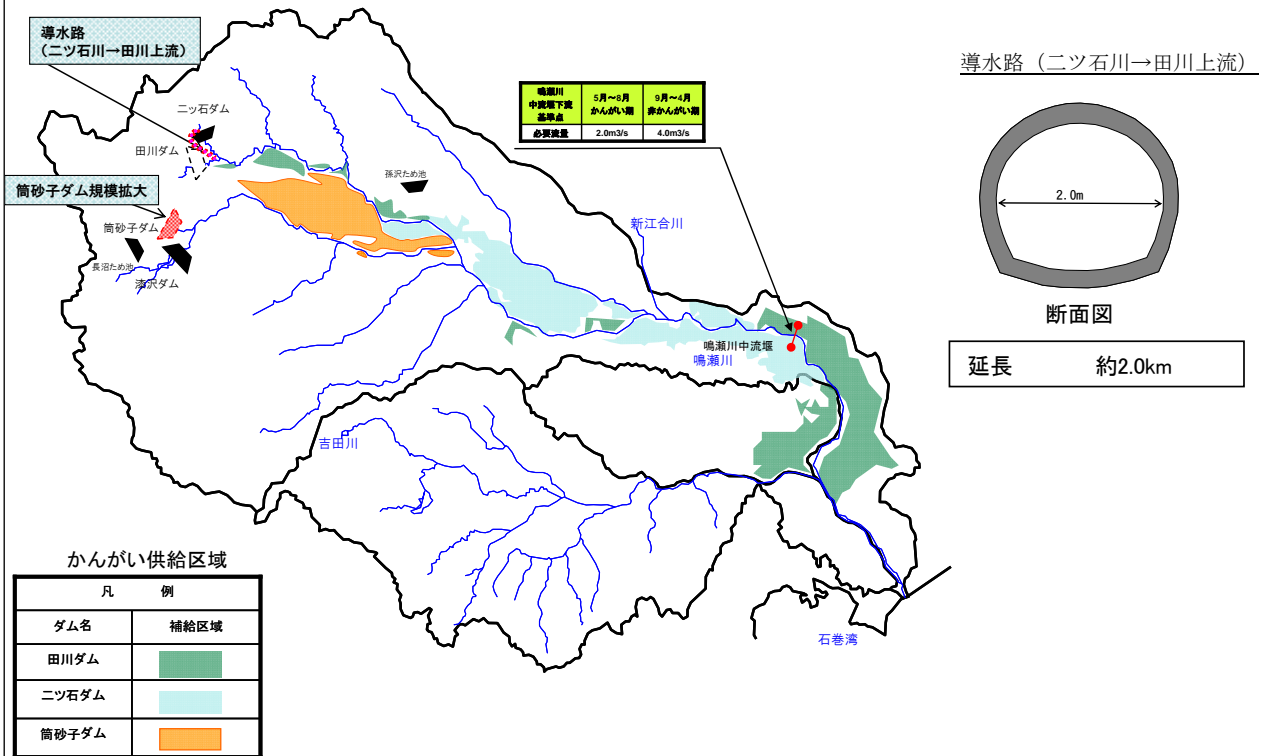 導水路
(二ツ石川→田川上流)
導水路（二ツ石川→田川上流）
鳴瀬川
中流堰下流
基準点
5月～8月
かんがい期
9月～4月
非かんがい期
必要流量
2.0m3/s
4.0m3/s
二ッ石ダム
田川ダム
孫沢ため池
筒砂子ダム規模拡大
筒砂子ダム
長沼ため池
漆沢ダム
新江合川
2.0m
断面図
鳴瀬川中流堰
鳴瀬川
延長 約2.0km
吉田川
石巻湾
かんがい供給区域
凡 例
ダム名 補給区域
田川ダム
二ツ石ダム
筒砂子ダム